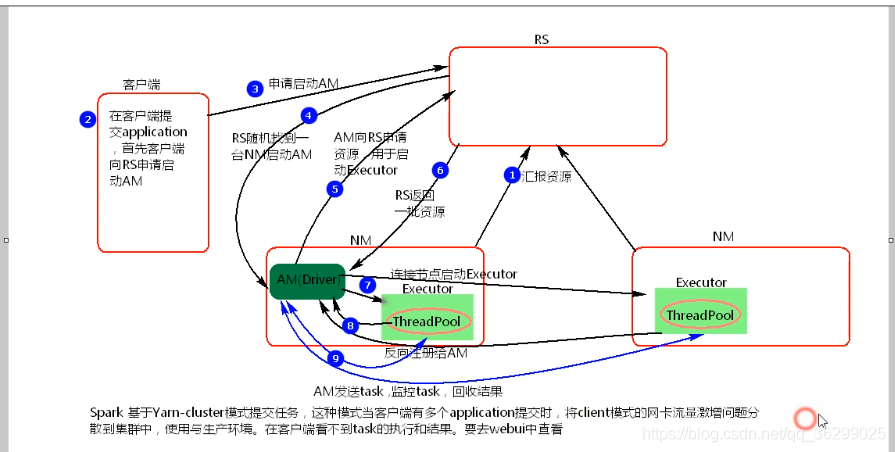 RS
客户端
3
申请启动AM
2
在客户端提
交application
，首先客户端
向RS申请启
动AM
4
RS随机找到一
台NM启动AM
AM向RS申请
资源，用于启
动Executor
5
6
RS返回
一批资源
1
汇报资源
NM
NM
AM(Driver)
7
连接节点启动Executor
Executor
Executor
ThreadPool
ThreadPool
8
反向注册给AM
9
AM发送task ,监控task，回收结果
Spark 基于Yarn-cluster模式提交任务，这种模式当客户端有多个application提交时，将client模式的网卡流量激增问题分
散到集群中，使用与生产环境。在客户端看不到task的执行和结果。要去webui中查看
https://blog.csdn.net/qq_36299025